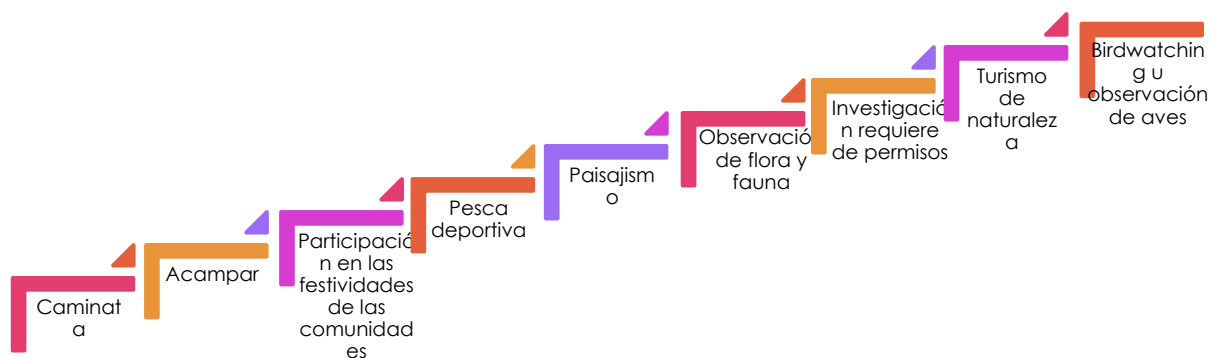 Caminat
a
Acampar
Participació
n en las
festividades
de las
comunidad
es
Pesca
deportiva
Paisajism
o
Observació
de flora y
fauna
Investigació
n requiere
de permisos
Turismo
de
naturalez
a
Birdwatchin
g u
observación
de aves